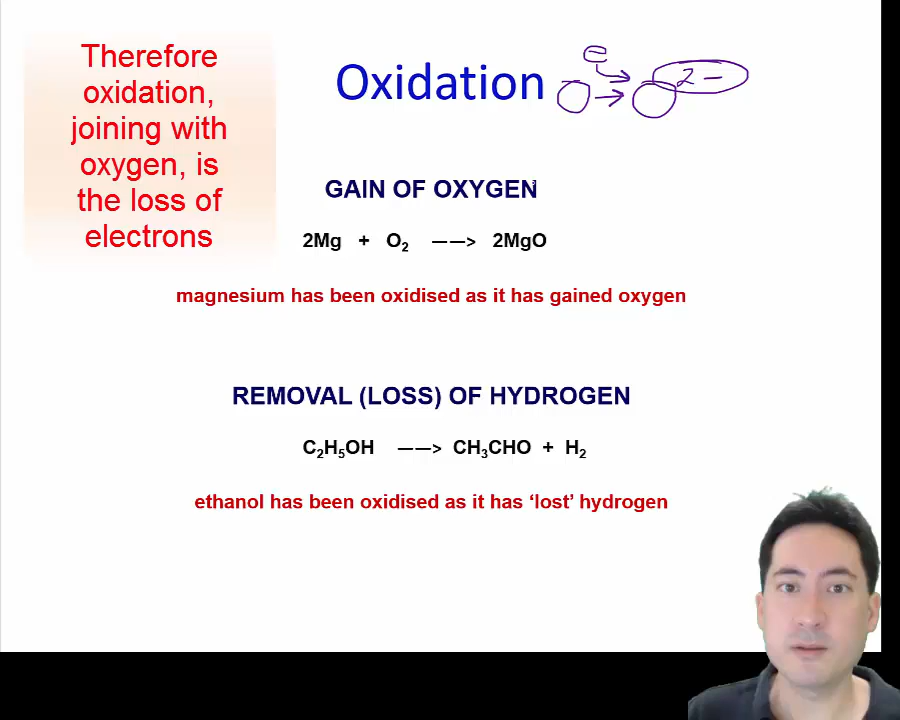 Therefore
oxidation,
joining with
oxygen, is
the loss of
electrons
Oxidation
2 -
GAIN OF OXYGEN
2Mg + O₂ ——> 2MgO
magnesium has been oxidised as it has gained oxygen
REMOVAL (LOSS) OF HYDROGEN
C₂H₅OH ——> CH₃CHO + H₂
ethanol has been oxidised as it has ‘lost’ hydrogen